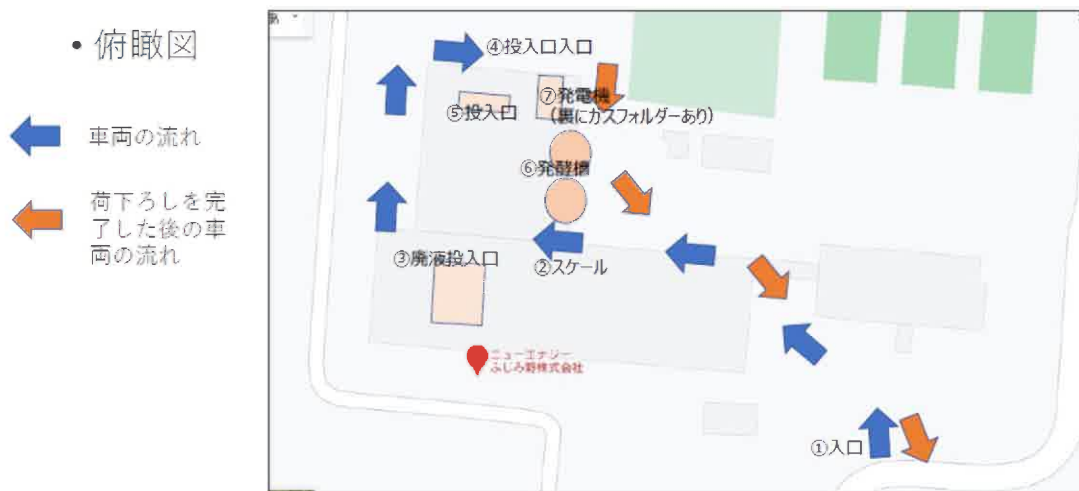 • 俯瞰図
車両の流れ
荷下ろしを完
了した後の車
両の流れ
④投入口入口
⑦発電機
(裏にガスフォルダーあり)
⑤投入口
⑥発酵槽
③廃液投入口
②スケール
ニューエナジー
ふじみ野株式会社
①入口